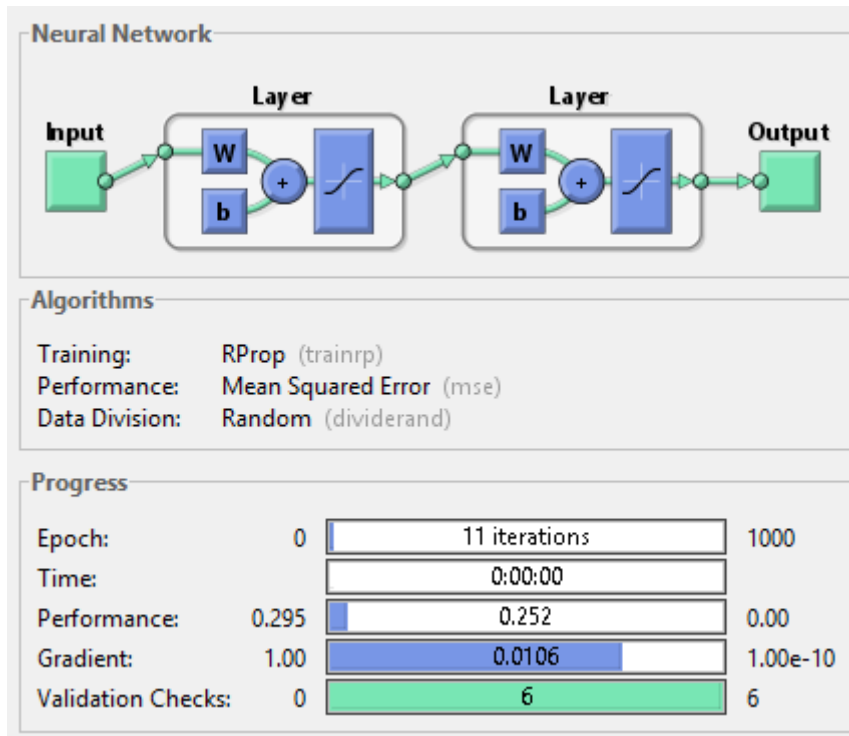 Neural Network
Layer Layer
Input Output
W W
+ +
b b
Algorithms
Training: RProp (trainrp)
Performance: Mean Squared Error (mse)
Data Division: Random (dividerand)
Progress
Epoch: 0 11 iterations 1000
Time: 0:00:00
Performance: 0.295 0.252 0.00
Gradient: 1.00 0.0106 1.00e-10
Validation Checks: 0 6 6